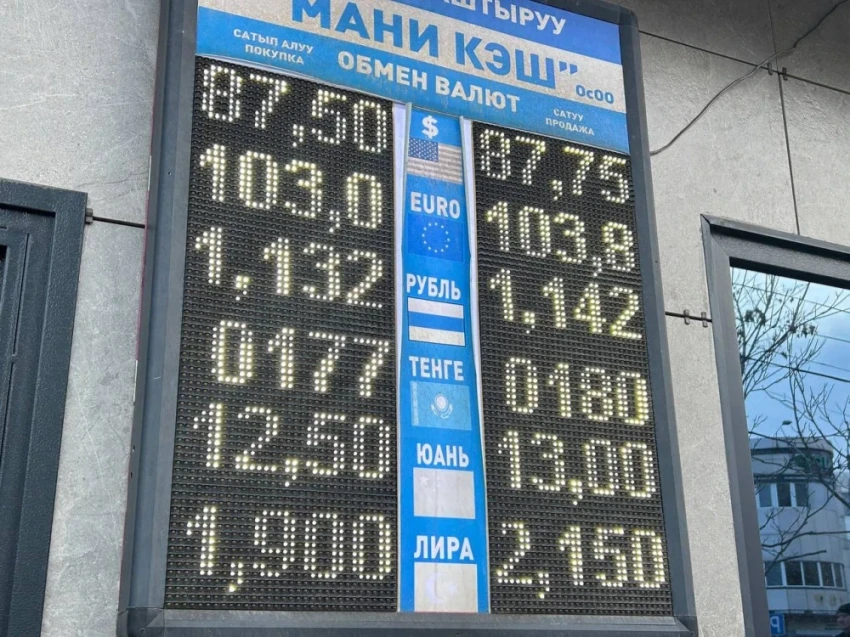 МАНИ КЭШ"
0с00
САТЫП АЛУУ
ПОКУПКА
ОБМЕН ВАЛЮТ
САТУУ
ПРОДАЖА
87,50 $ 87,75
103,0 EURO 103,8
1,132 РУБЛЬ 1,142
0177 ТЕНГЕ 0180
12,50 ЮАНЬ 13,00
1,900 ЛИРА 2,150